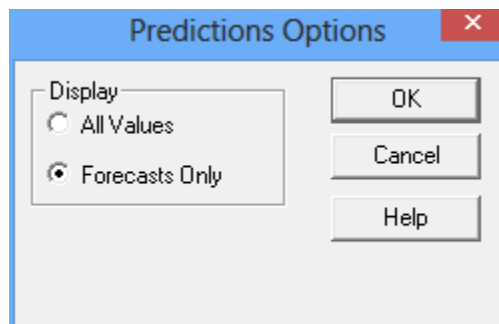 Predictions Options
Display
All Values
Forecasts Only
OK
Cancel
Help